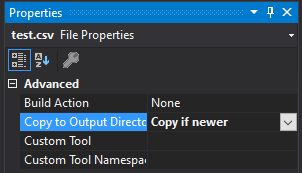 Properties
test.csv File Properties
Advanced
Build Action None
Copy to Output Directo Copy if newer
Custom Tool
Custom Tool Namespac